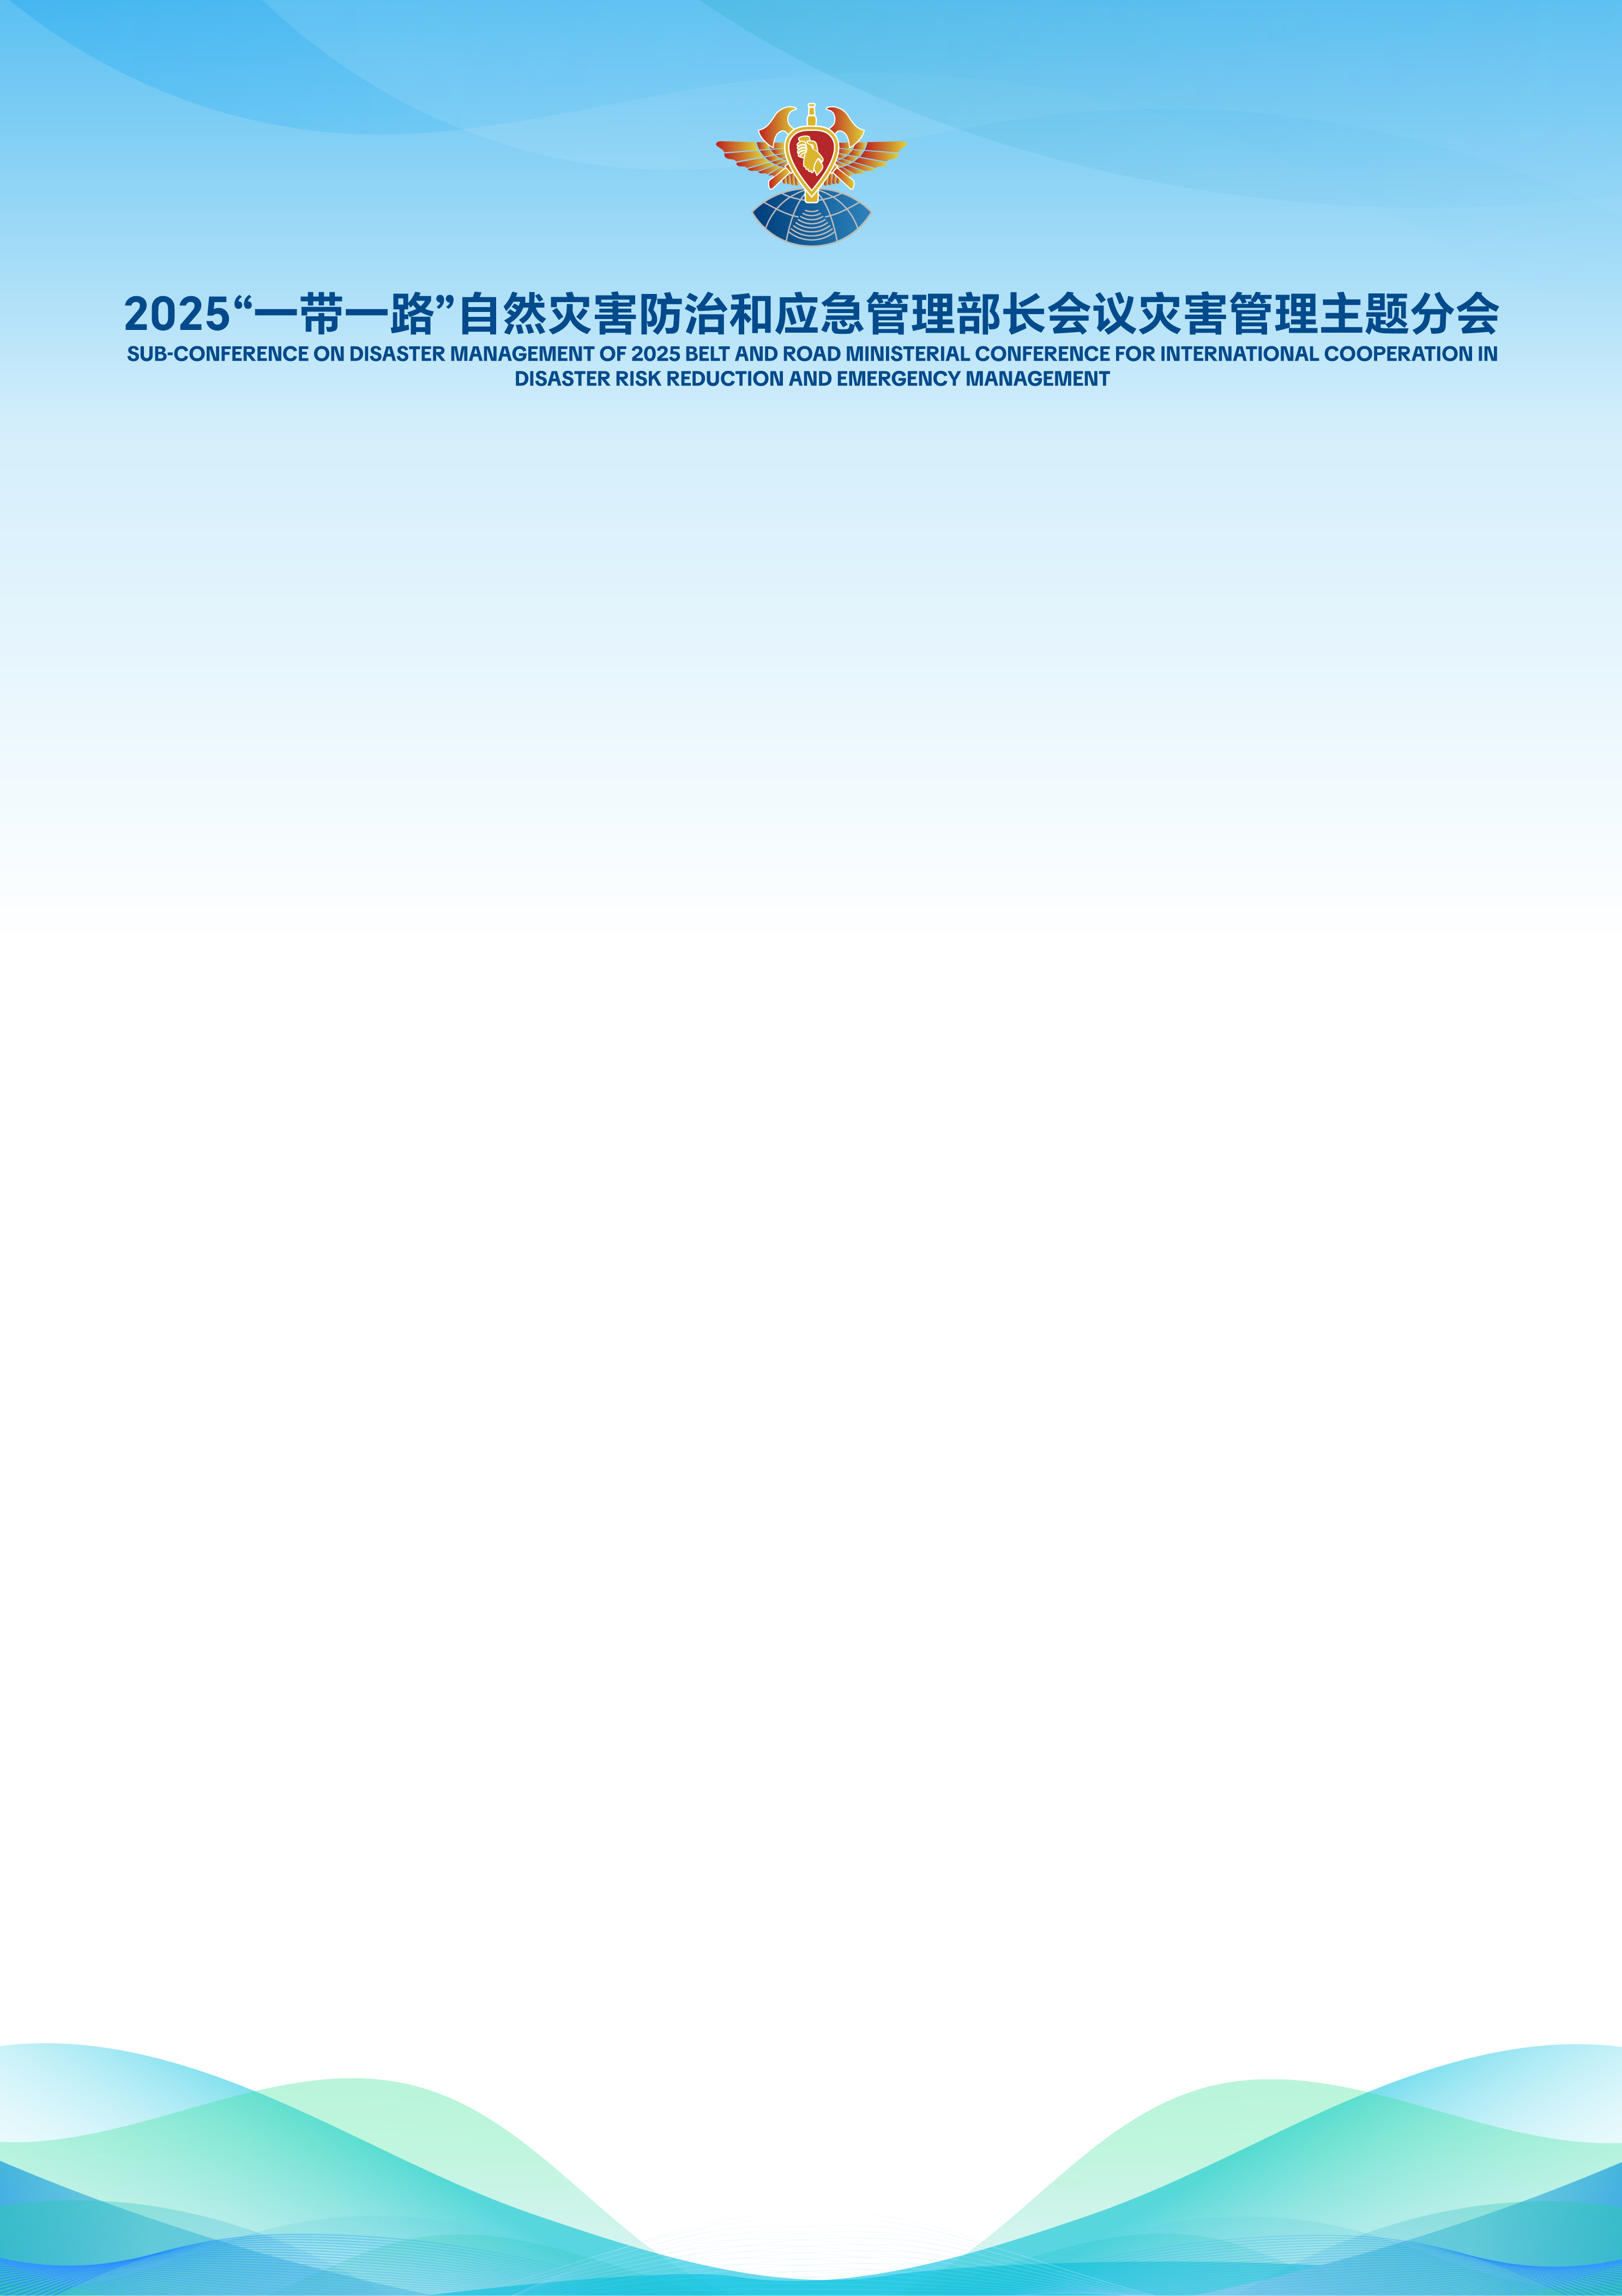 2025“一带一路”自然灾害防治和应急管理部长会议灾害管理主题分会
SUB-CONFERENCE ON DISASTER MANAGEMENT OF 2025 BELT AND ROAD MINISTERIAL CONFERENCE FOR INTERNATIONAL COOPERATION IN
DISASTER RISK REDUCTION AND EMERGENCY MANAGEMENT